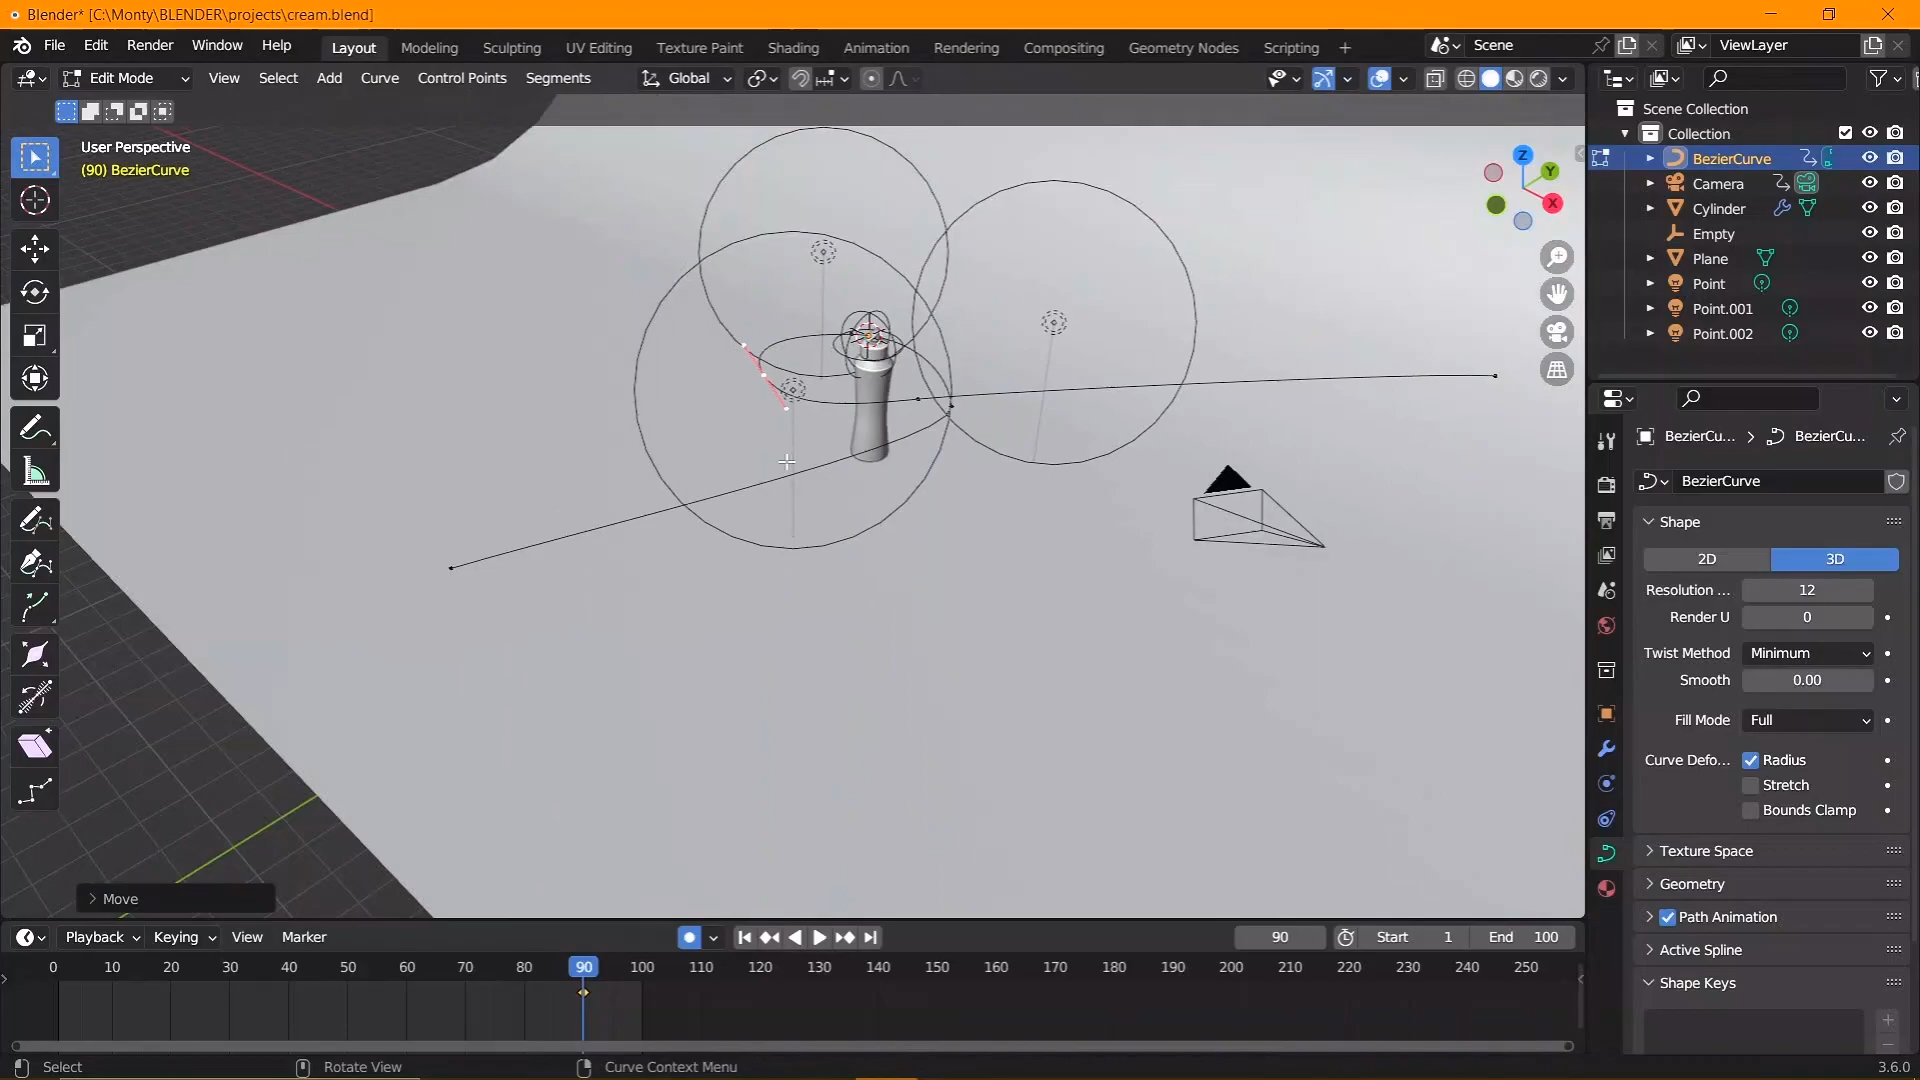 Blender* [C:\Monty\BLENDER\projects\cream.blend]
File Edit Render Window Help Layout Modeling Sculpting UV Editing Texture Paint Shading Animation Rendering Compositing Geometry Nodes Scripting + Scene ViewLayer
Edit Mode View Select Add Curve Control Points Segments Global
User Perspective
(90) BezierCurve
Z
Y
X
Scene Collection
Collection
BezierCurve
Camera
Cylinder
Empty
Plane
Point
Point.001
Point.002
BezierCu... > BezierCu...
BezierCurve
Shape
2D 3D
Resolution ... 12
Render U 0
Twist Method Minimum
Smooth 0.00
Fill Mode Full
Curve Defo... Radius
Stretch
Bounds Clamp
Texture Space
Geometry
Path Animation
Active Spline
Shape Keys
Move
Playback Keying View Marker 90 Start 1 End 100
0 10 20 30 40 50 60 70 80 90 100 110 120 130 140 150 160 170 180 190 200 210 220 230 240 250
Select Rotate View Curve Context Menu 3.6.0